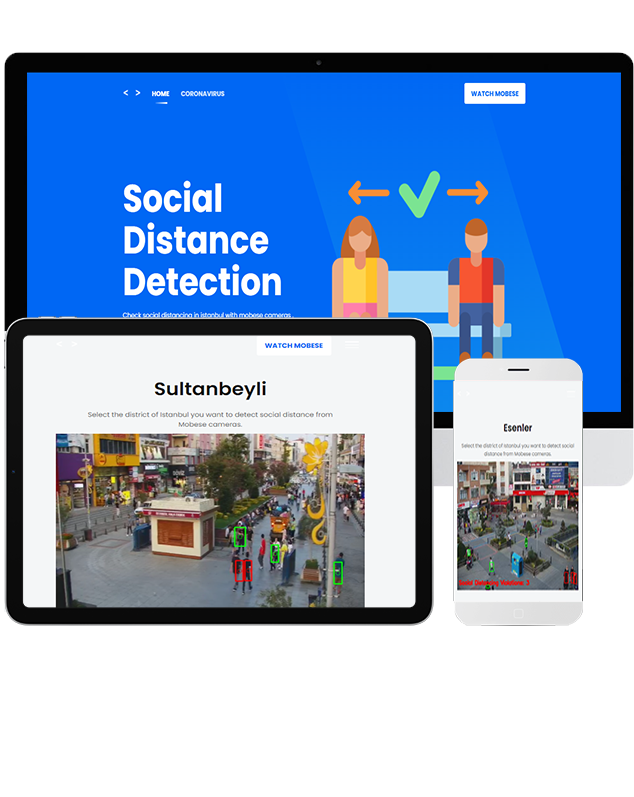 < > HOME CORONAVIRUS WATCH MOBESE
Social
Distance
Detection
Check social distancing in istanbul with mobese cameras .
WATCH MOBESE
Sultanbeyli
Select the district of Istanbul you want to detect social distance from
Mobese cameras.
Esenler
Select the district of Istanbul you want to detect social
distance from Mobese cameras.
Social Distancing Violations: 2